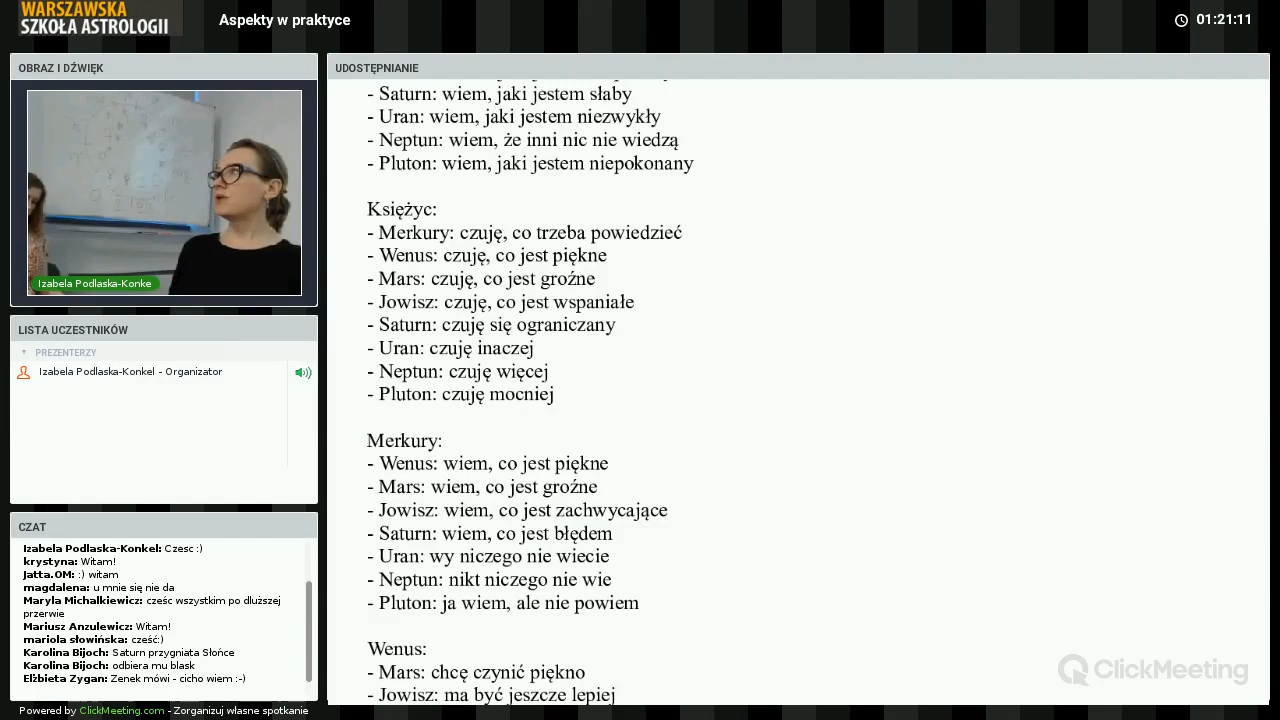 WARSZAWSKA
SZKOŁA ASTROLOGII
Aspekty w praktyce
01:21:11
OBRAZ I DŹWIĘK
Izabela Podlaska-Konke
LISTA UCZESTNIKÓW
PREZENTERZY
Izabela Podlaska-Konkel - Organizator
CZAT
Izabela Podlaska-Konkel: Czesc :)
krystyna: Witam!
Jatta.OM: :) witam
magdalena: u mnie się nie da
Maryla Michalkiewicz: cześc wszystkim po dluższej
przerwie
Mariusz Anzulewicz: Witam!
mariola słowińska: cześć:)
Karolina Bijoch: Saturn przygniata Słońce
Karolina Bijoch: odbiera mu blask
Elżbieta Zygan: Zenek mówi - cicho wiem :-)
Powered by ClickMeeting.com - Zorganizuj własne spotkanie
UDOSTĘPNIANIE
- Saturn: wiem, jaki jestem słaby
- Uran: wiem, jaki jestem niezwykły
- Neptun: wiem, że inni nic nie wiedzą
- Pluton: wiem, jaki jestem niepokonany
Księżyc:
- Merkury: czuję, co trzeba powiedzieć
- Wenus: czuję, co jest piękne
- Mars: czuję, co jest groźne
- Jowisz: czuję, co jest wspaniałe
- Saturn: czuję się ograniczany
- Uran: czuję inaczej
- Neptun: czuję więcej
- Pluton: czuję mocniej
Merkury:
- Wenus: wiem, co jest piękne
- Mars: wiem, co jest groźne
- Jowisz: wiem, co jest zachwycające
- Saturn: wiem, co jest błędem
- Uran: wy niczego nie wiecie
- Neptun: nikt niczego nie wie
- Pluton: ja wiem, ale nie powiem
Wenus:
- Mars: chcę czynić piękno
- Jowisz: ma być jeszcze lepiej
ClickMeeting